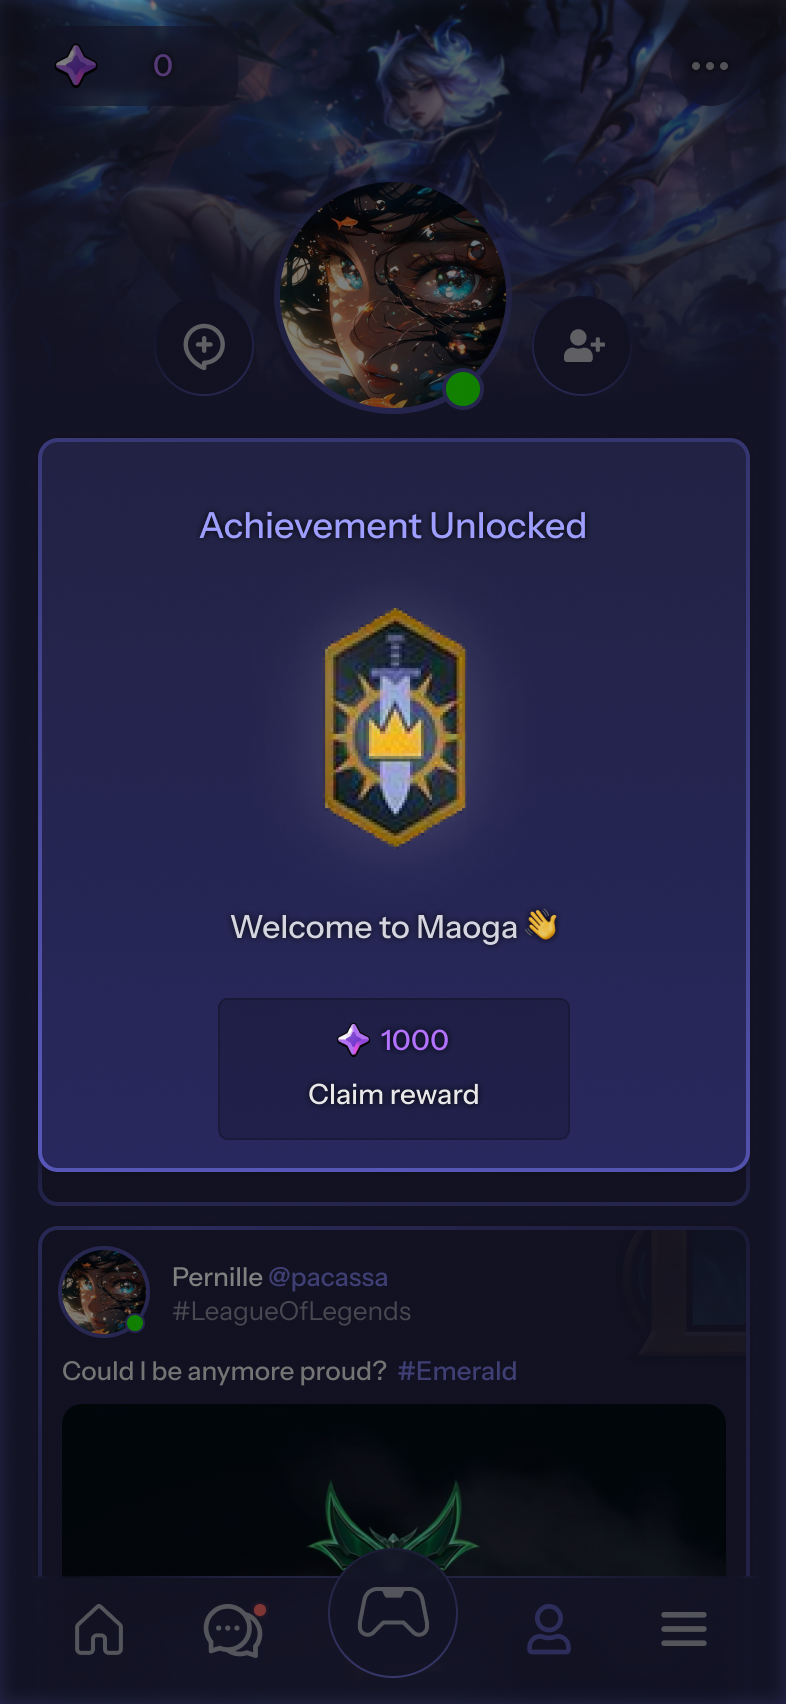 0
Achievement Unlocked
Welcome to Maoga 👋
1000
Claim reward
Pernille @pacassa
#LeagueOfLegends
Could I be anymore proud? #Emerald